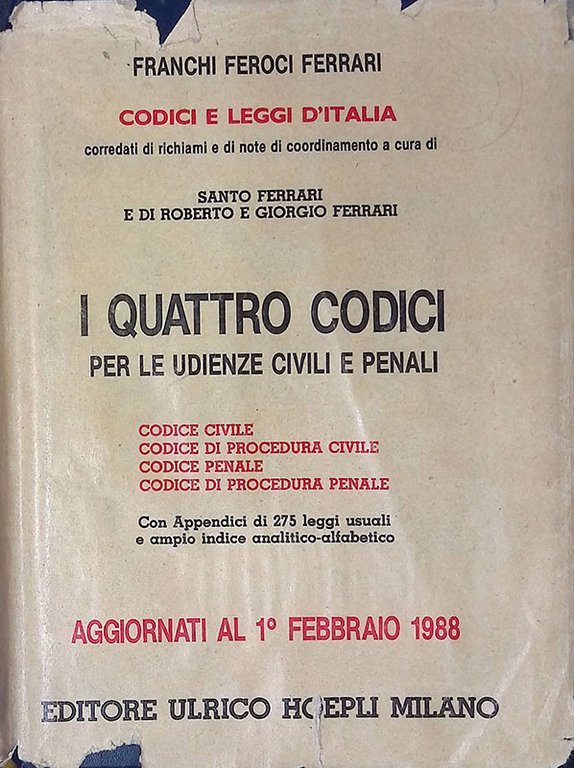 FRANCHI FEROCI FERRARI
CODICI E LEGGI D'ITALIA
corredati di richiami e di note di coordinamento a cura di
SANTO FERRARI
E DI ROBERTO E GIORGIO FERRARI
I QUATTRO CODICI
PER LE UDIENZE CIVILI E PENALI
CODICE CIVILE
CODICE DI PROCEDURA CIVILE
CODICE PENALE
CODICE DI PROCEDURA PENALE
Con Appendici di 275 leggi usuali
e ampio indice analitico-alfabetico
AGGIORNATI AL 1º FEBBRAIO 1988
EDITORE ULRICO HOEPLI MILANO